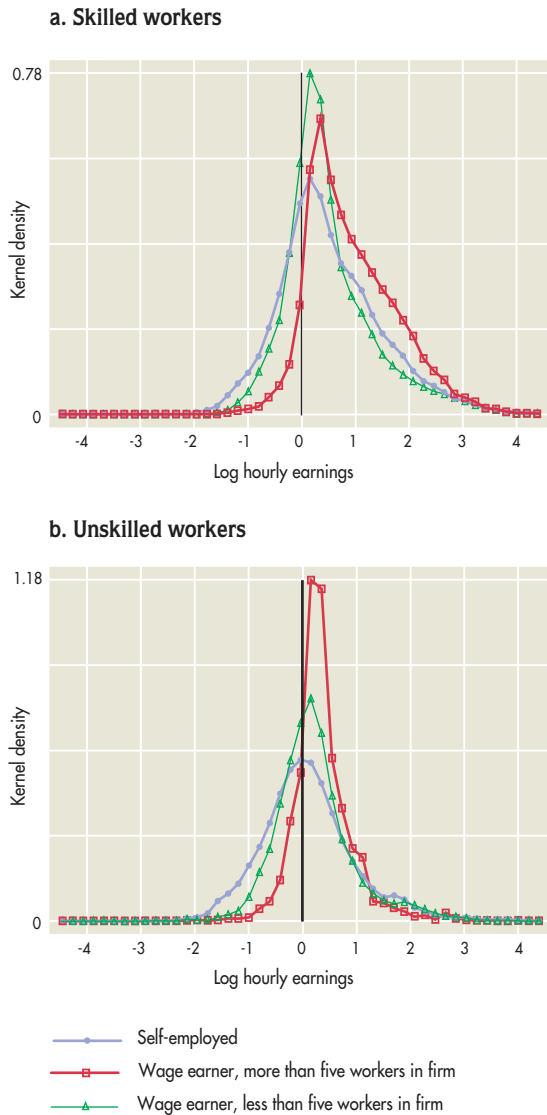 a. Skilled workers
0.78
Kernel density
0
-4 -3 -2 -1 0 1 2 3 4
Log hourly earnings
b. Unskilled workers
1.18
Kernel density
0
-4 -3 -2 -1 0 1 2 3 4
Log hourly earnings
Self-employed
Wage earner, more than five workers in firm
Wage earner, less than five workers in firm